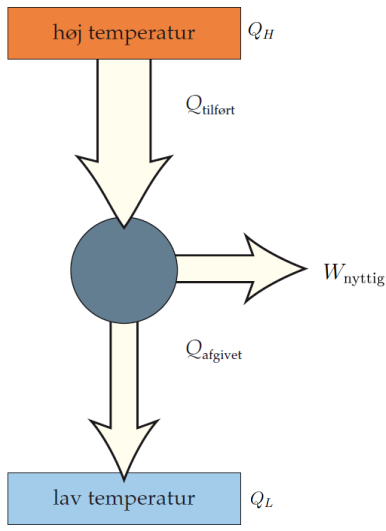 høj temperatur
Q_H
Q_tilført
W_nyttig
Q_afgivet
lav temperatur
Q_L